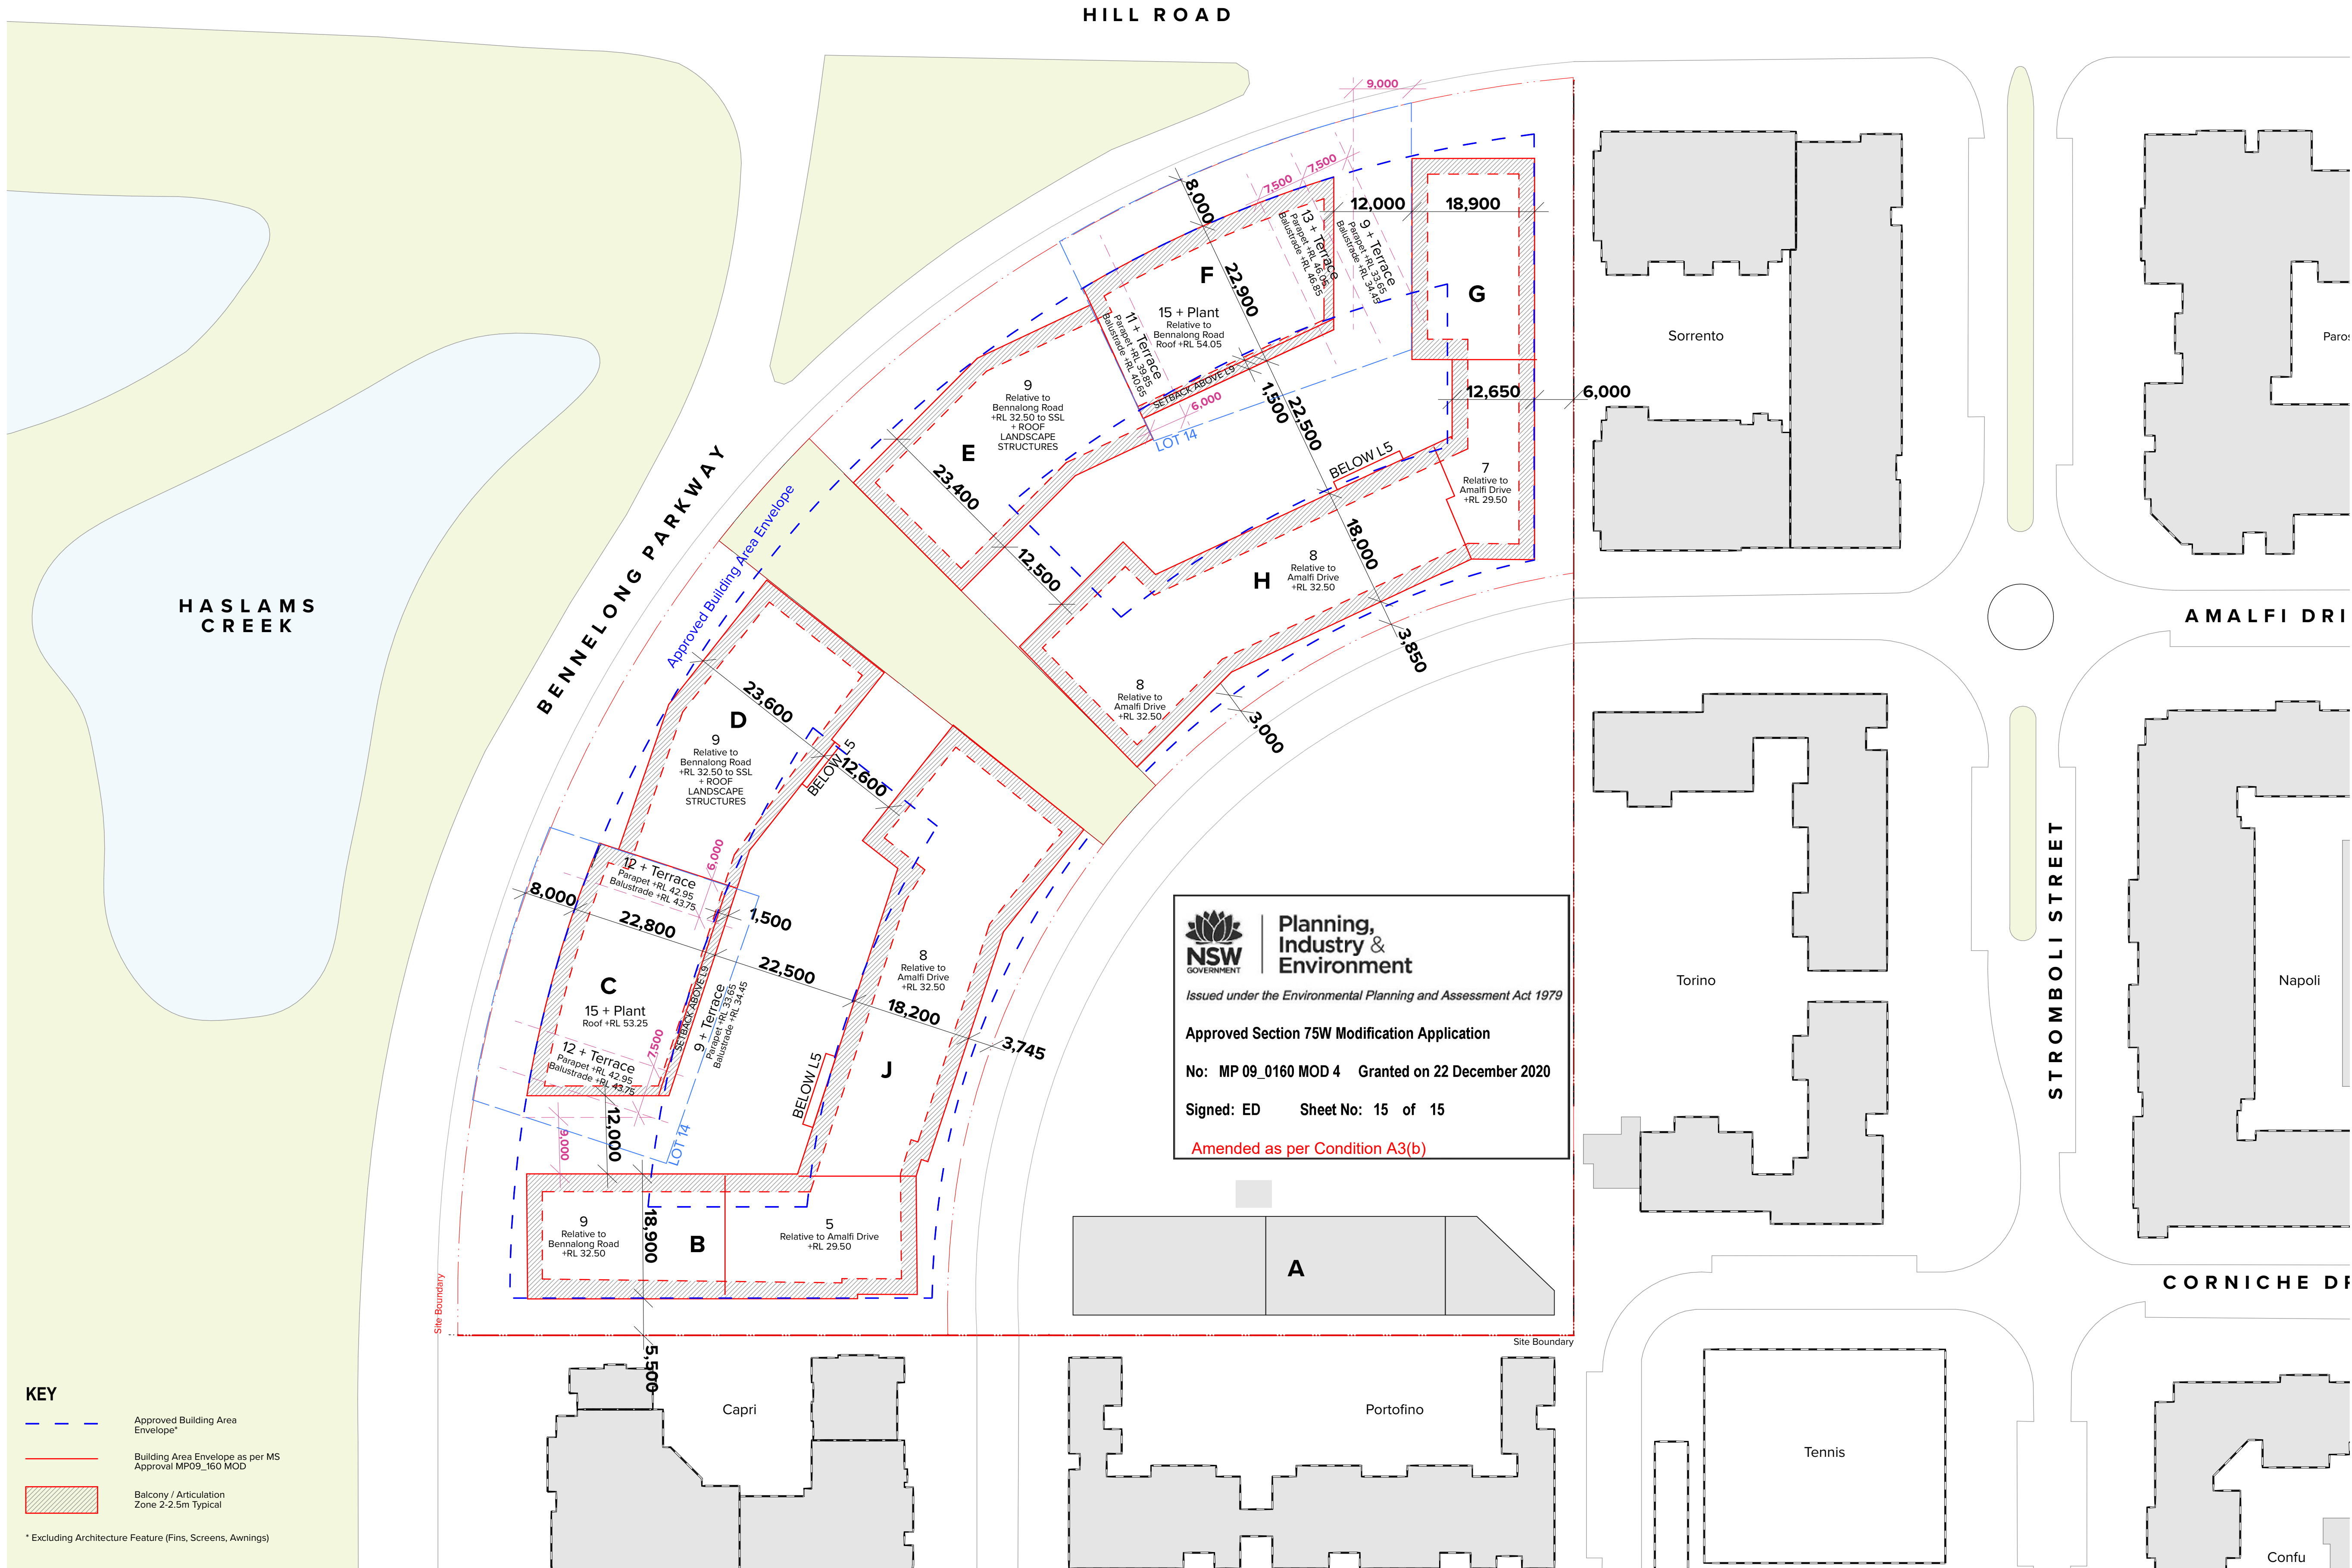 HILL ROAD
9,000
7,500
7,500
8,000
12,000
18,900
13 + Terrace
Parapet +RL 46.05
Balustrade +RL 46.85
9 + Terrace
Parapet +RL 33.65
Balustrade +RL 34.45
F
22,900
G
15 + Plant
Relative to
Bennalong Road
Roof +RL 54.05
11 + Terrace
Parapet +RL 39.85
Balustrade +RL 40.65
SETBACK ABOVE L9
6,000
1,500
22,500
12,650
6,000
LOT 14
9
Relative to
Bennalong Road
+RL 32.50 to SSL
+ ROOF
LANDSCAPE
STRUCTURES
E
23,400
12,500
BELOW L5
7
Relative to
Amalfi Drive
+RL 29.50
18,000
H
8
Relative to
Amalfi Drive
+RL 32.50
3,850
8
Relative to
Amalfi Drive
+RL 32.50
3,000
Sorrento
Paros
HASLAMS
CREEK
BENNELONG PARKWAY
Approved Building Area Envelope
AMALFI DRI
23,600
D
9
Relative to
Bennalong Road
+RL 32.50 to SSL
+ ROOF
LANDSCAPE
STRUCTURES
BELOW L5
12,600
6,000
12 + Terrace
Parapet +RL 42.95
Balustrade +RL 43.75
8,000
22,800
1,500
22,500
C
15 + Plant
Roof +RL 53.25
SETBACK ABOVE L9
9 + Terrace
Parapet +RL 33.65
Balustrade +RL 34.45
7,500
12 + Terrace
Parapet +RL 42.95
Balustrade +RL 43.75
8
Relative to
Amalfi Drive
+RL 32.50
18,200
3,745
J
BELOW L5
9,000
12,000
LOT 14
9
Relative to
Bennalong Road
+RL 32.50
18,900
B
5
Relative to Amalfi Drive
+RL 29.50
5,500
Site Boundary
NSW
GOVERNMENT
Planning,
Industry &
Environment
Issued under the Environmental Planning and Assessment Act 1979
Approved Section 75W Modification Application
No: MP 09_0160 MOD 4 Granted on 22 December 2020
Signed: ED Sheet No: 15 of 15
Amended as per Condition A3(b)
A
Site Boundary
Torino
STROMBOLI STREET
Napoli
CORNICHE DR
Capri
Portofino
Tennis
Confu
KEY
Approved Building Area
Envelope*
Building Area Envelope as per MS
Approval MP09_160 MOD
Balcony / Articulation
Zone 2-2.5m Typical
* Excluding Architecture Feature (Fins, Screens, Awnings)